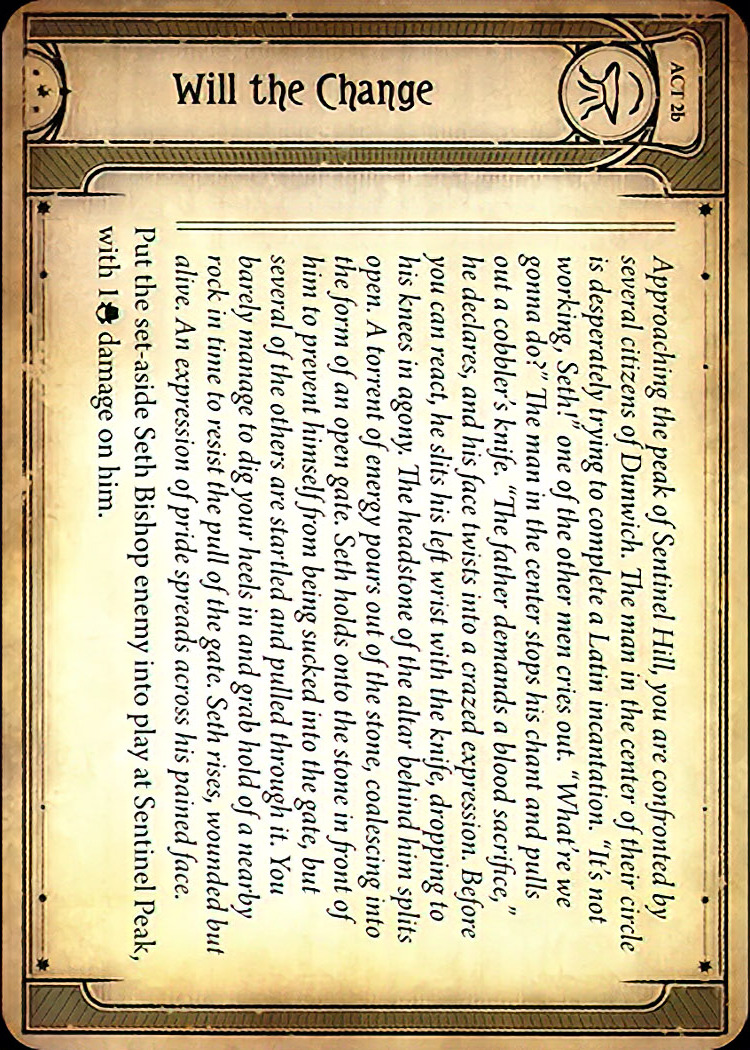 ACT 2b
Will the Change
Approaching the peak of Sentinel Hill, you are confronted by
several citizens of Dunwich. The man in the center of their circle
is desperately trying to complete a Latin incantation. “It’s not
working, Seth!” one of the other men cries out. “What’re we
gonna do?” The man in the center stops his chant and pulls
out a cobbler’s knife. “The father demands a blood sacrifice,”
he declares, and his face twists into a crazed expression. Before
you can react, he slits his left wrist with the knife, dropping to
his knees in agony. The headstone of the altar behind him splits
open. A torrent of energy pours out of the stone, coalescing into
the form of an open gate. Seth holds onto the stone in front of
him to prevent himself from being sucked into the gate, but
several of the others are startled and pulled through it. You
barely manage to dig your heels in and grab hold of a nearby
rock in time to resist the pull of the gate. Seth rises, wounded but
alive. An expression of pride spreads across his pained face.
Put the set-aside Seth Bishop enemy into play at Sentinel Peak,
with 1 damage on him.